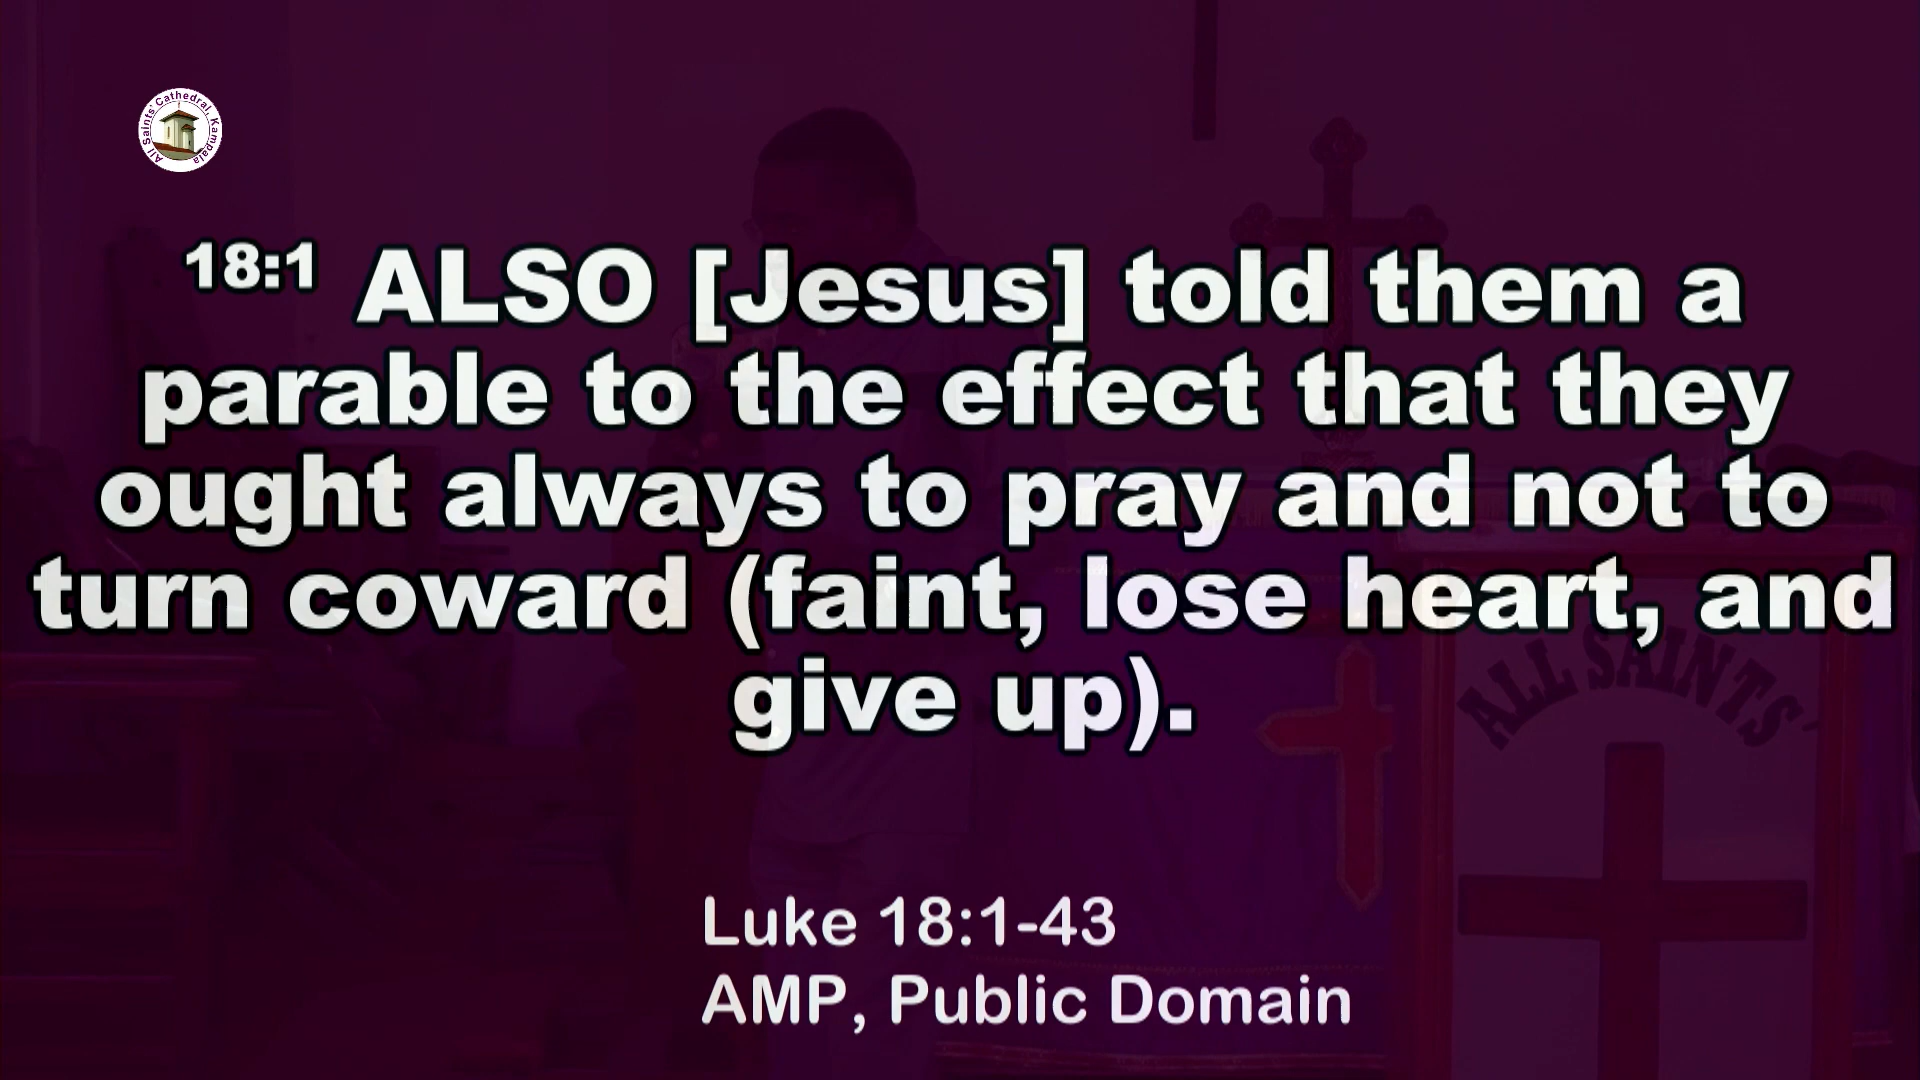 All Saints' Cathedral, Kampala
18:1 ALSO [Jesus] told them a
parable to the effect that they
ought always to pray and not to
turn coward (faint, lose heart, and
give up).
ALL SAINTS'
Luke 18:1-43
AMP, Public Domain